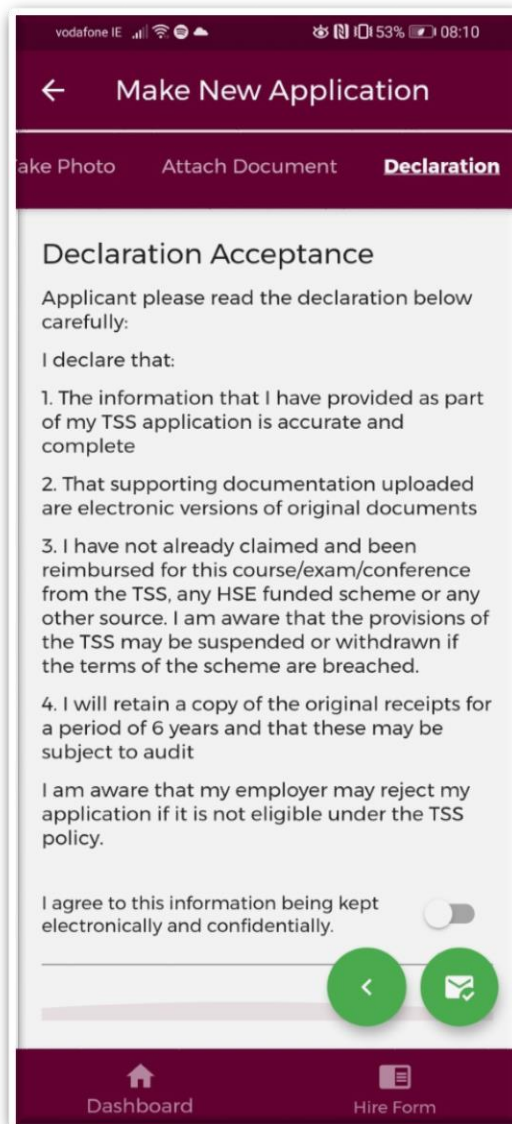 vodafone IE 53% 08:10
Make New Application
ake Photo Attach Document Declaration
Declaration Acceptance
Applicant please read the declaration below
carefully:
I declare that:
1. The information that I have provided as part
of my TSS application is accurate and
complete
2. That supporting documentation uploaded
are electronic versions of original documents
3. I have not already claimed and been
reimbursed for this course/exam/conference
from the TSS, any HSE funded scheme or any
other source. I am aware that the provisions of
the TSS may be suspended or withdrawn if
the terms of the scheme are breached.
4. I will retain a copy of the original receipts for
a period of 6 years and that these may be
subject to audit
I am aware that my employer may reject my
application if it is not eligible under the TSS
policy.
I agree to this information being kept
electronically and confidentially.
Dashboard Hire Form